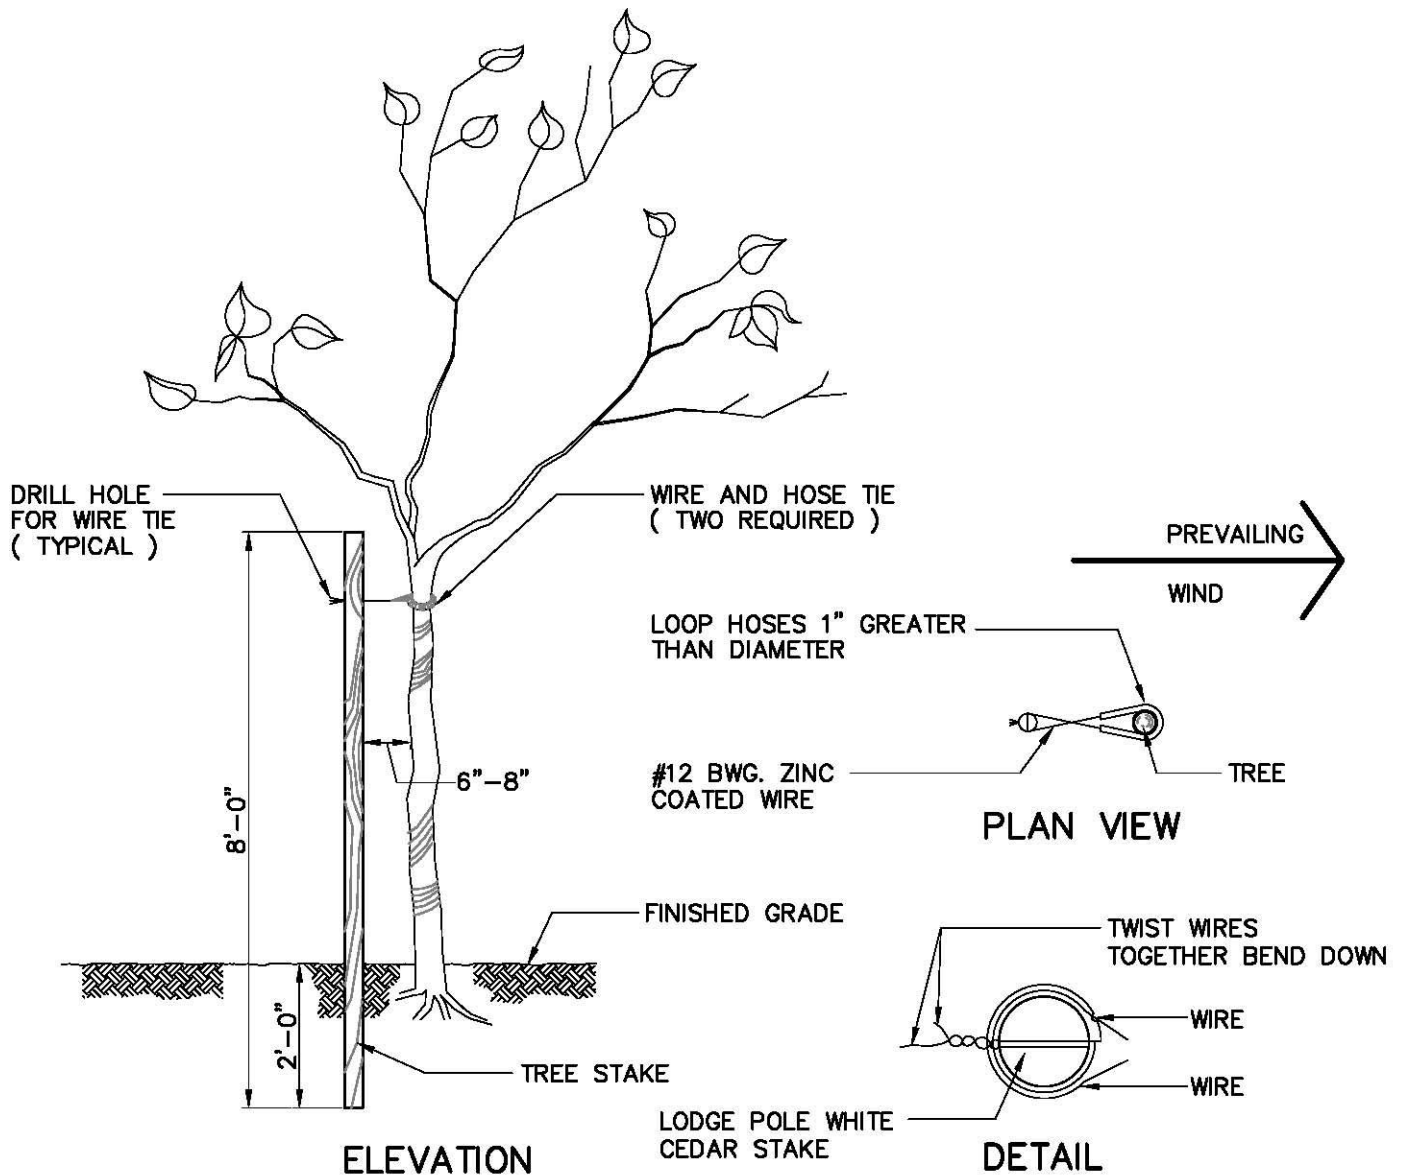 DRILL HOLE
FOR WIRE TIE
( TYPICAL )
WIRE AND HOSE TIE
( TWO REQUIRED )
PREVAILING
WIND
LOOP HOSES 1" GREATER
THAN DIAMETER
6"-8"
#12 BWG. ZINC
COATED WIRE
TREE
PLAN VIEW
8'-0"
FINISHED GRADE
2'-0"
TREE STAKE
TWIST WIRES
TOGETHER BEND DOWN
WIRE
WIRE
LODGE POLE WHITE
CEDAR STAKE
ELEVATION
DETAIL